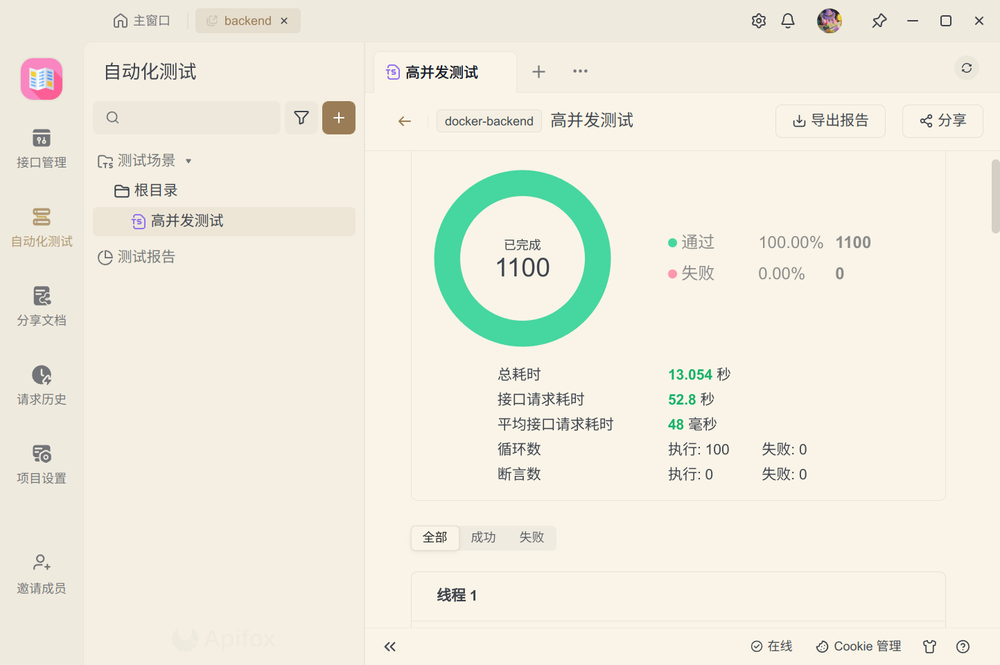 主窗口
backend
自动化测试
接口管理
自动化测试
分享文档
请求历史
项目设置
邀请成员
测试场景
根目录
高并发测试
测试报告
Apifox
高并发测试
docker-backend
高并发测试
导出报告
分享
已完成
1100
通过 100.00% 1100
失败 0.00% 0
总耗时 13.054 秒
接口请求耗时 52.8 秒
平均接口请求耗时 48 毫秒
循环数 执行: 100 失败: 0
断言数 执行: 0 失败: 0
全部 成功 失败
线程 1
在线
Cookie 管理